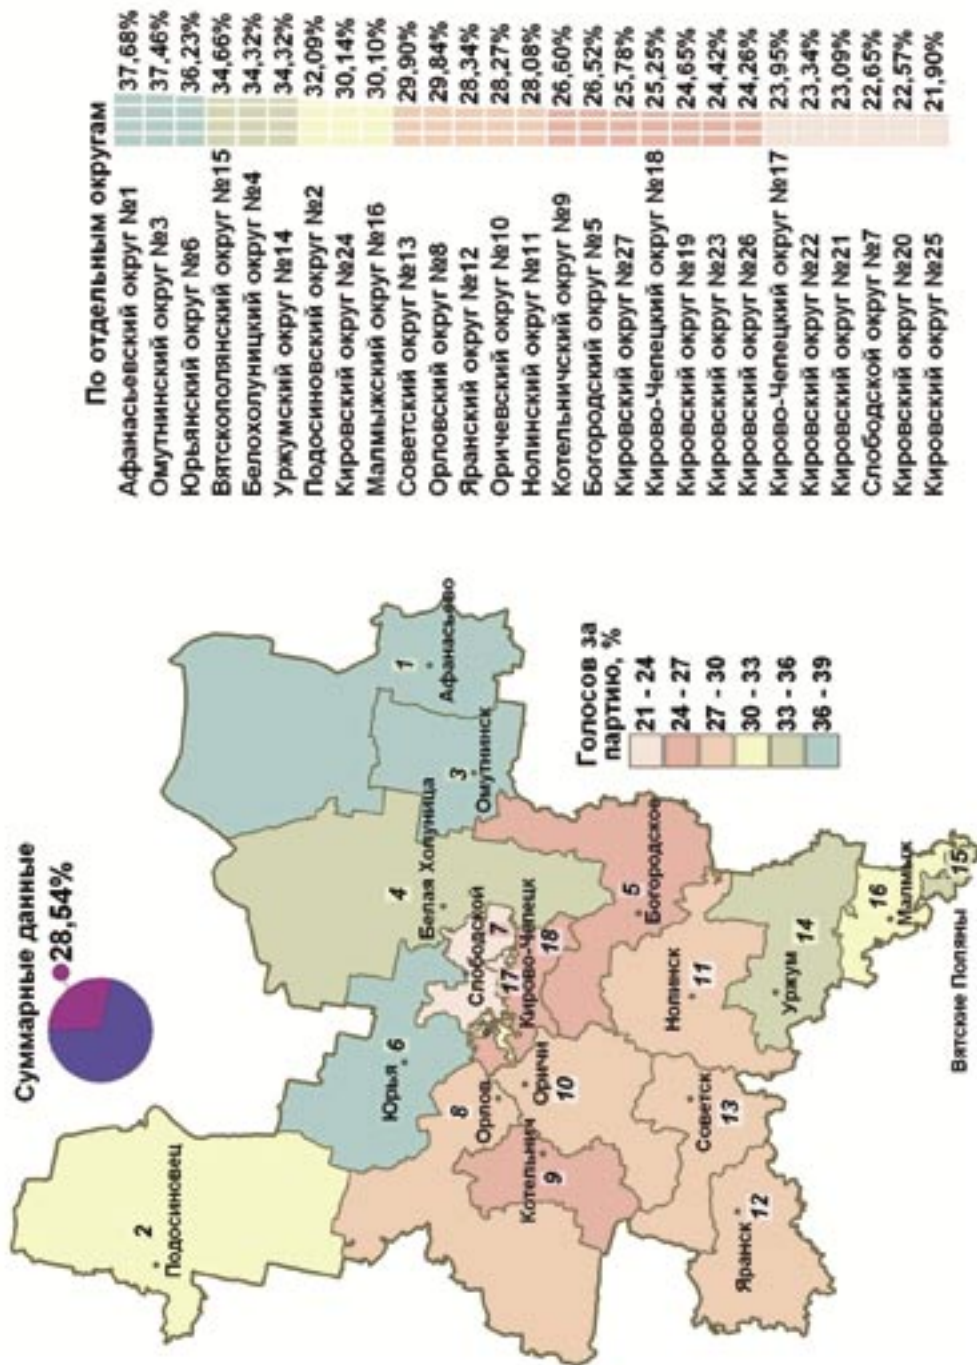 Суммарные данные
28,54%
2
Подосиновец
Юрья 6
4
Белая Холуница
1
Афанасьево
3
Омутнинск
Слободской
7
17
Кирово-Чепецк
18
8
Орлов
Оричи
10
Котельнич
9
5
Богородское
Нолинск
11
Советск
13
Яранск
12
Уржум
14
16
Малмыж
15
Вятские Поляны
Голосов за
партию, %
21 - 24
24 - 27
27 - 30
30 - 33
33 - 36
36 - 39
По отдельным округам
Афанасьевский округ №1 37,68%
Омутнинский округ №3 37,46%
Юрьянский округ №6 36,23%
Вятскополянский округ №15 34,66%
Белохолуницкий округ №4 34,32%
Уржумский округ №14 34,32%
Подосиновский округ №2 32,09%
Кировский округ №24 30,14%
Малмыжский округ №16 30,10%
Советский округ №13 29,90%
Орловский округ №8 29,84%
Яранский округ №12 28,34%
Оричевский округ №10 28,27%
Нолинский округ №11 28,08%
Котельничский округ №9 26,60%
Богородский округ №5 26,52%
Кировский округ №27 25,78%
Кирово-Чепецкий округ №18 25,25%
Кировский округ №19 24,65%
Кировский округ №23 24,42%
Кировский округ №26 24,26%
Кирово-Чепецкий округ №17 23,95%
Кировский округ №22 23,34%
Кировский округ №21 23,09%
Слободской округ №7 22,65%
Кировский округ №20 22,57%
Кировский округ №25 21,90%